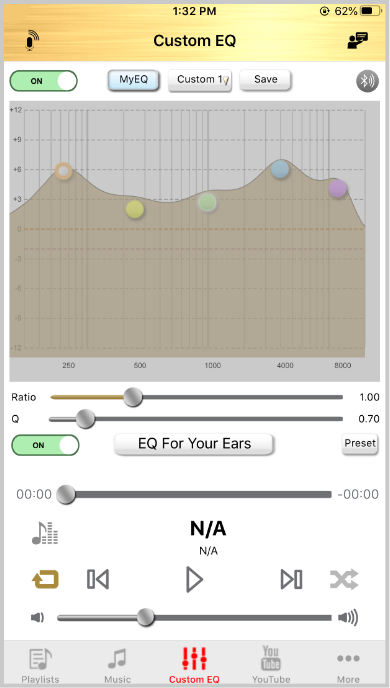 1:32 PM 62%
Custom EQ
ON MyEQ Custom 1 Save
+12
+9
+6
+3
0
-3
-6
-9
-12
250 500 1000 4000 8000
Ratio 1.00
Q 0.70
ON EQ For Your Ears Preset
00:00 -00:00
N/A
N/A
You
Tube
Playlists Music Custom EQ YouTube More